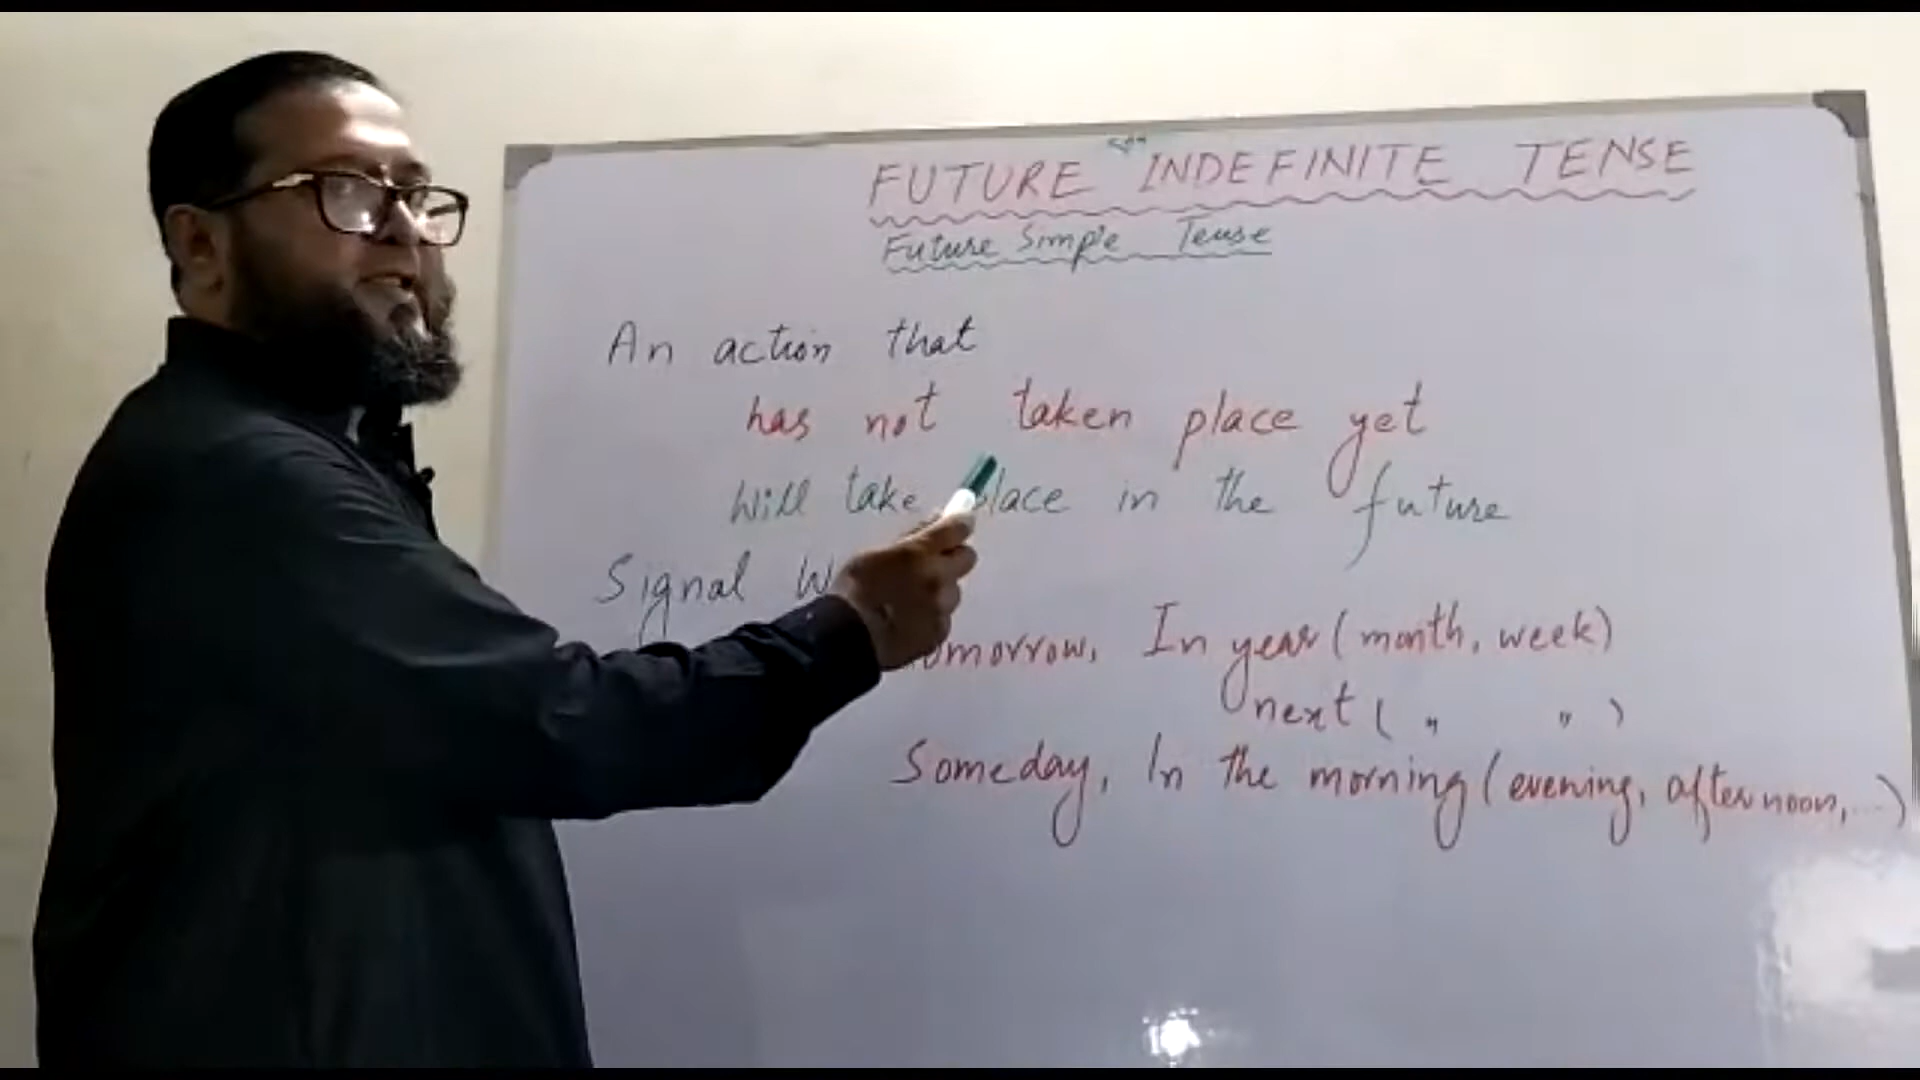 FUTURE INDEFINITE TENSE
Future Simple Tense
An action that
has not taken place yet
Will take place in the future
Signal
tomorrow, In year (month, week)
next ( " " )
Someday, In the morning (evening, afternoon, ...)